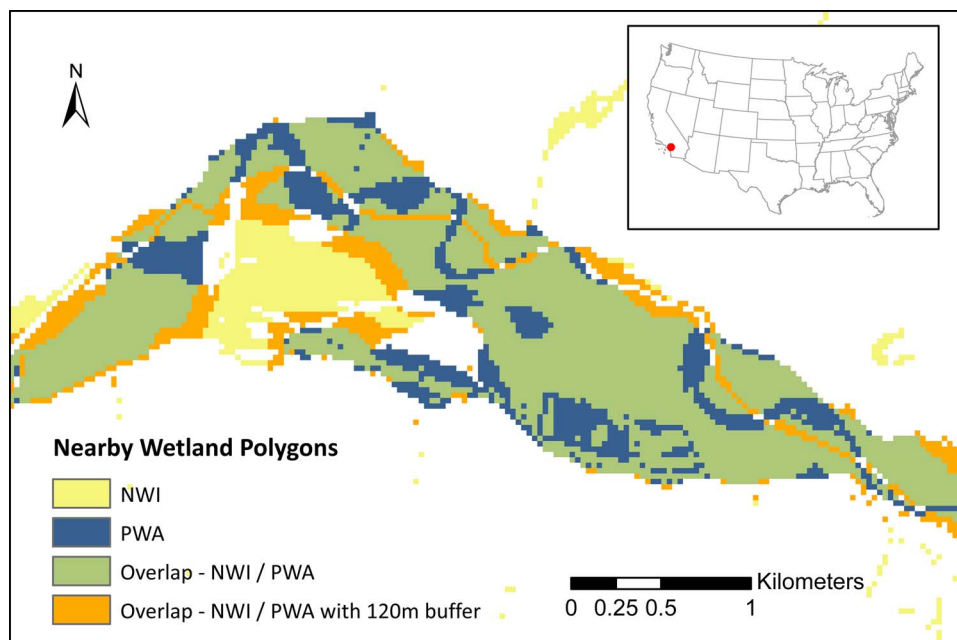 N
Nearby Wetland Polygons
NWI
PWA
Overlap - NWI / PWA
Overlap - NWI / PWA with 120m buffer
Kilometers
0 0.25 0.5 1